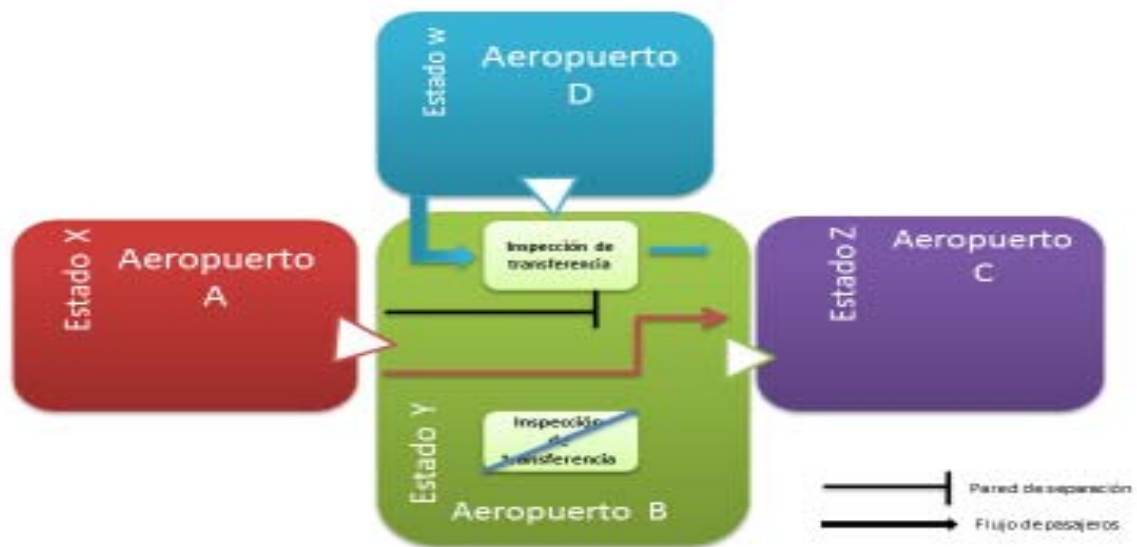 Estado w
Aeropuerto
D
Estado X
Aeropuerto
A
Inspección de
transferencia
Estado Z
Aeropuerto
C
Estado Y
Inspección
de
transferencia
Aeropuerto B
Pared de separación
Flujo de pasajeros